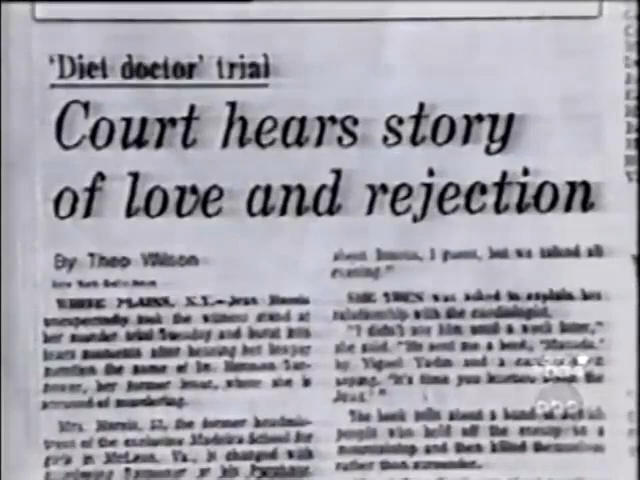 'Diet doctor' trial
Court hears story
of love and rejection
By Theo Wilson
New York Daily News
WHITE PLAINS, N.Y.—Jean Harris
unexpectedly took the witness stand at
her murder trial Tuesday and burst into
tears moments after hearing her lawyer
mention the name of Dr. Herman Tar-
nower, her former lover, whom she is
accused of murdering.
Mrs. Harris, 57, the former headmis-
tress of the exclusive Madeira School for
girls in McLean, Va., is charged with
about Russia, I guess, but we talked all
evening."
SHE THEN was asked to explain her
relationship with the cardiologist.
"I didn't see him until a week later,"
she said. "He sent me a book, 'Masada,'
by Yigael Yadin and a
saying, 'It's time you the
Jews.' "
The book tells about a band of
people who held off the enemy in a
mountaintop and then killed themselves
rather than surrender.
abc